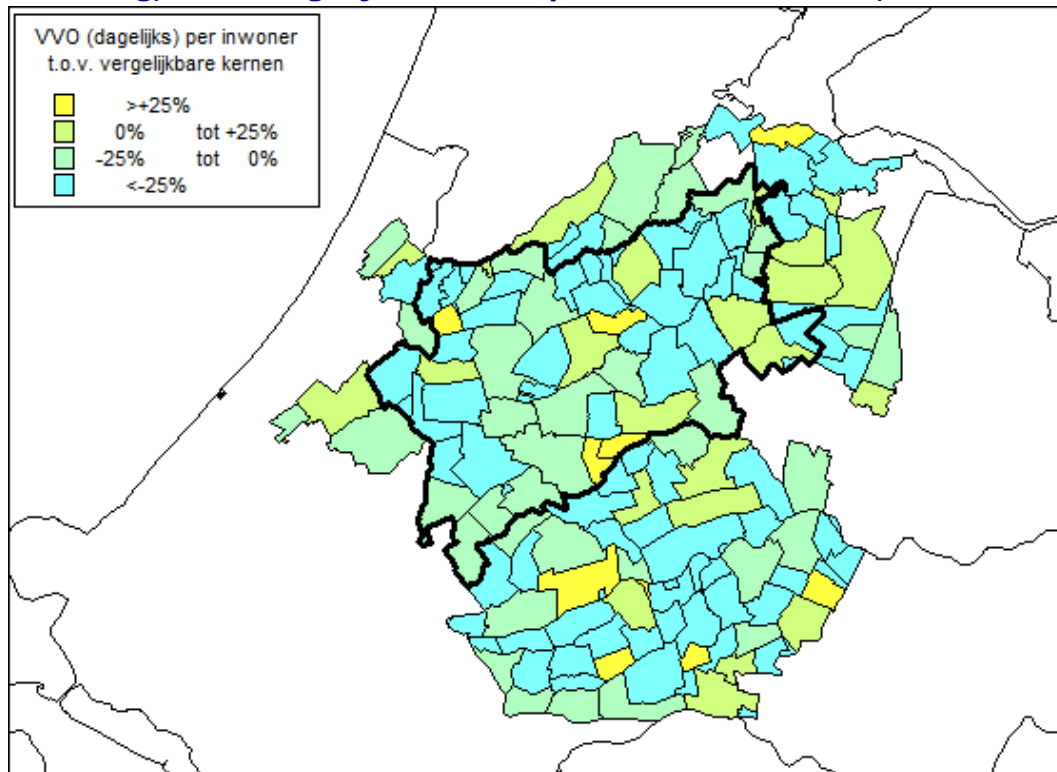 VVO (dagelijks) per inwoner
t.o.v. vergelijkbare kernen
>+25%
0% tot +25%
-25% tot 0%
<-25%